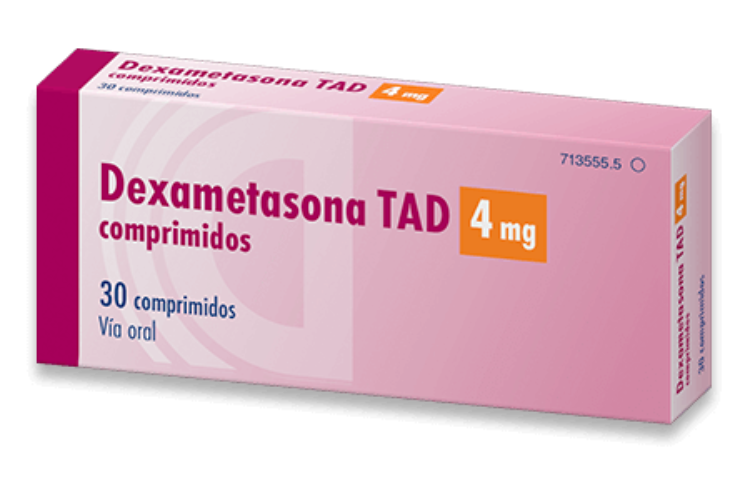 Dexametasona TAD 4 mg
comprimidos
30 comprimidos
713555.5
Dexametasona TAD 4 mg
comprimidos
30 comprimidos
Vía oral
Dexametasona TAD 4 mg
comprimidos
30 comprimidos